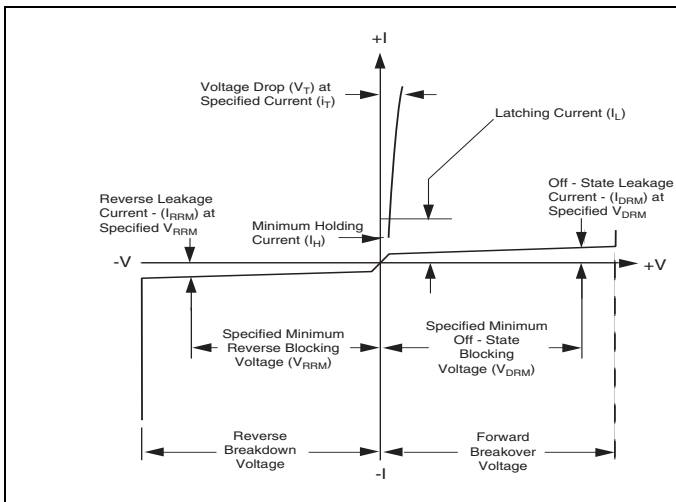 +I
Voltage Drop (VT) at
Specified Current (iT)
Latching Current (IL)
Reverse Leakage
Current - (IRRM) at
Specified VRRM
Off - State Leakage
Current - (IDRM) at
Specified VDRM
Minimum Holding
Current (IH)
-V
+V
Specified Minimum
Reverse Blocking
Voltage (VRRM)
Specified Minimum
Off - State
Blocking
Voltage (VDRM)
Reverse
Breakdown
Voltage
Forward
Breakover
Voltage
-I